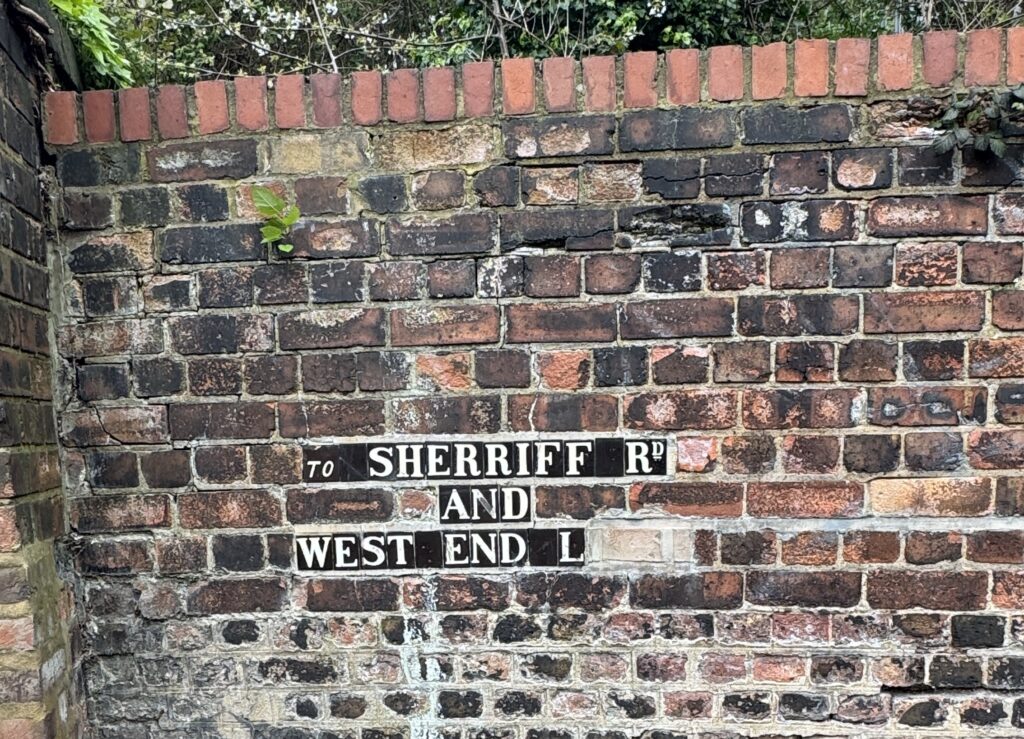 TO SHERRIFF RD
AND
WEST END L